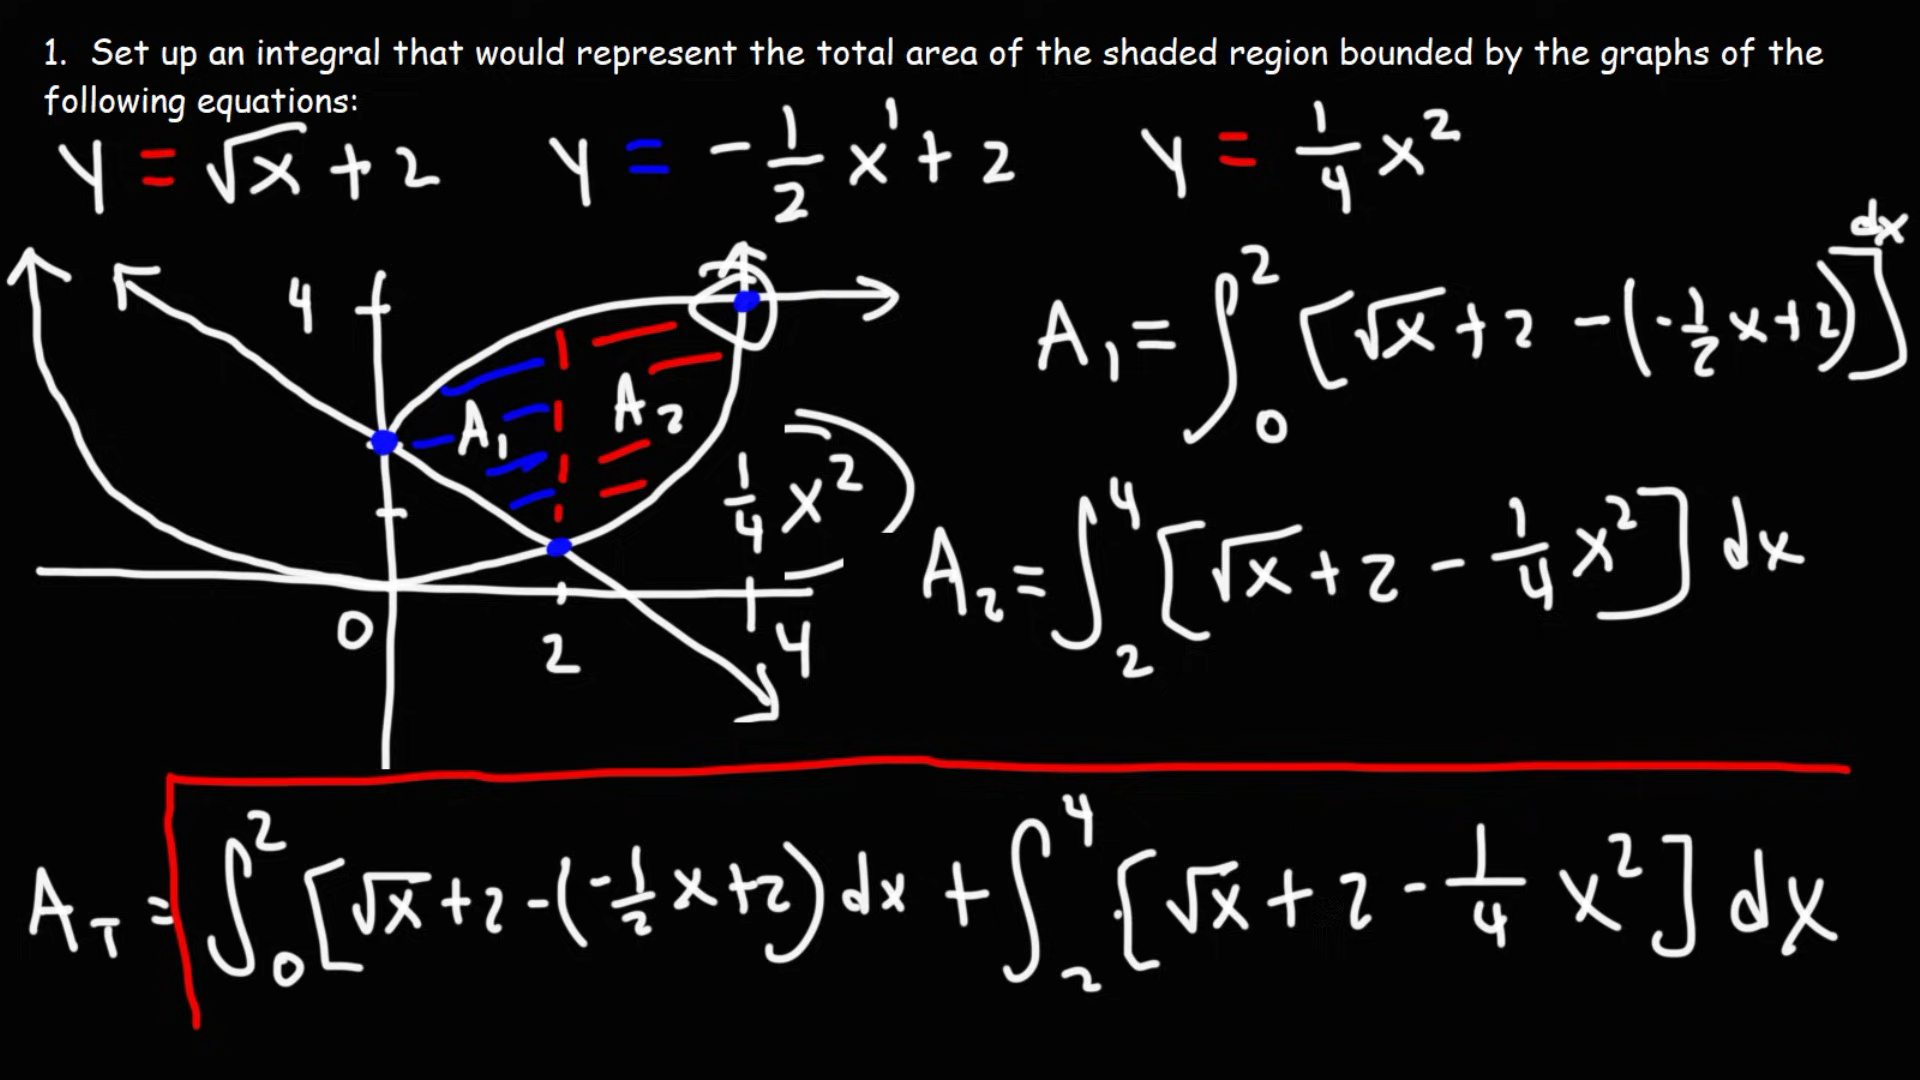 1. Set up an integral that would represent the total area of the shaded region bounded by the graphs of the
following equations:
y = √x + 2    y = -1/2 x¹ + 2    y = 1/4 x²
4
A₁
A₂
1/4 x²)
0
2
4
A₁ = ∫₀² [√x + 2 - (-1/2 x + 2)] dx
A₂ = ∫₂⁴ [√x + 2 - 1/4 x²] dx
A_T = ∫₀² [√x + 2 - (-1/2 x + 2) dx + ∫₂⁴ [√x + 2 - 1/4 x²] dx